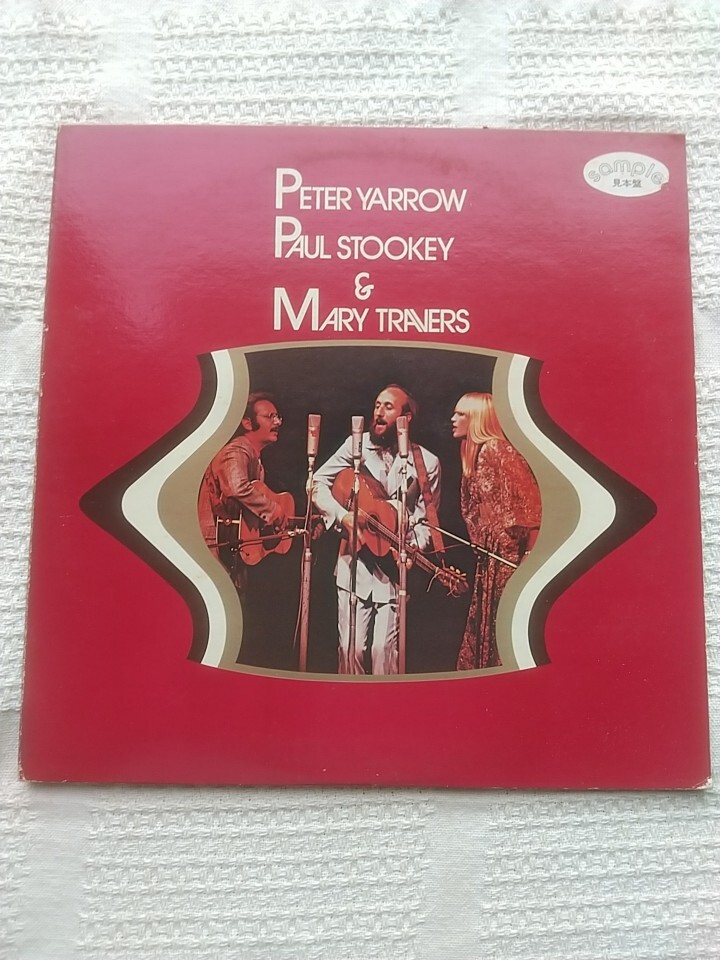 PETER YARROW
PAUL STOOKEY
&
MARY TRAVERS
sample
見本盤